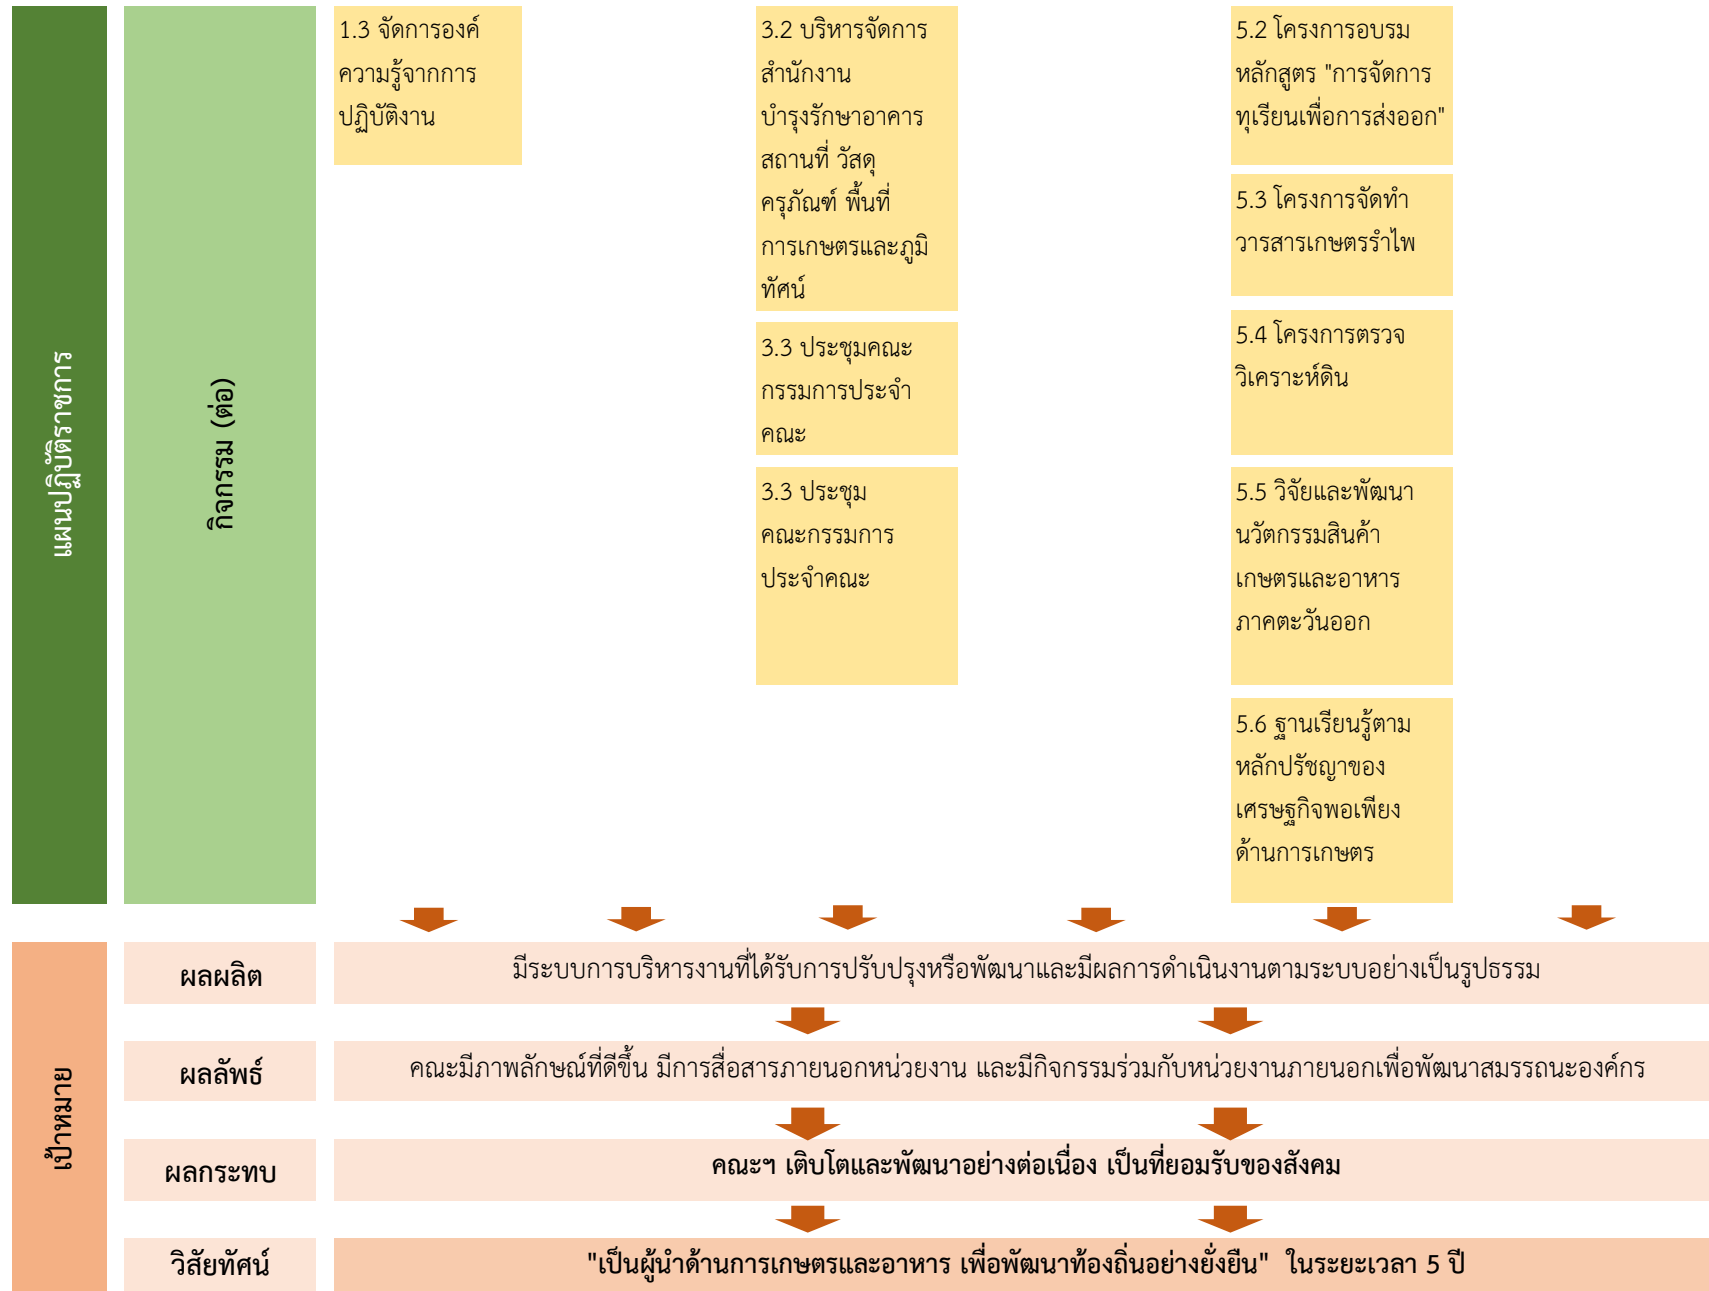 แผนปฏิบัติราชการ
กิจกรรม (ต่อ)
1.3 จัดการองค์
ความรู้จากการ
ปฏิบัติงาน
3.2 บริหารจัดการ
สำนักงาน
บำรุงรักษาอาคาร
สถานที่ วัสดุ
ครุภัณฑ์ พื้นที่
การเกษตรและภูมิ
ทัศน์
3.3 ประชุมคณะ
กรรมการประจำ
คณะ
3.3 ประชุม
คณะกรรมการ
ประจำคณะ
5.2 โครงการอบรม
หลักสูตร "การจัดการ
ทุเรียนเพื่อการส่งออก"
5.3 โครงการจัดทำ
วารสารเกษตรรำไพ
5.4 โครงการตรวจ
วิเคราะห์ดิน
5.5 วิจัยและพัฒนา
นวัตกรรมสินค้า
เกษตรและอาหาร
ภาคตะวันออก
5.6 ฐานเรียนรู้ตาม
หลักปรัชญาของ
เศรษฐกิจพอเพียง
ด้านการเกษตร
เป้าหมาย
ผลผลิต
มีระบบการบริหารงานที่ได้รับการปรับปรุงหรือพัฒนาและมีผลการดำเนินงานตามระบบอย่างเป็นรูปธรรม
ผลลัพธ์
คณะมีภาพลักษณ์ที่ดีขึ้น มีการสื่อสารภายนอกหน่วยงาน และมีกิจกรรมร่วมกับหน่วยงานภายนอกเพื่อพัฒนาสมรรถนะองค์กร
ผลกระทบ
คณะฯ เติบโตและพัฒนาอย่างต่อเนื่อง เป็นที่ยอมรับของสังคม
วิสัยทัศน์
"เป็นผู้นำด้านการเกษตรและอาหาร เพื่อพัฒนาท้องถิ่นอย่างยั่งยืน" ในระยะเวลา 5 ปี